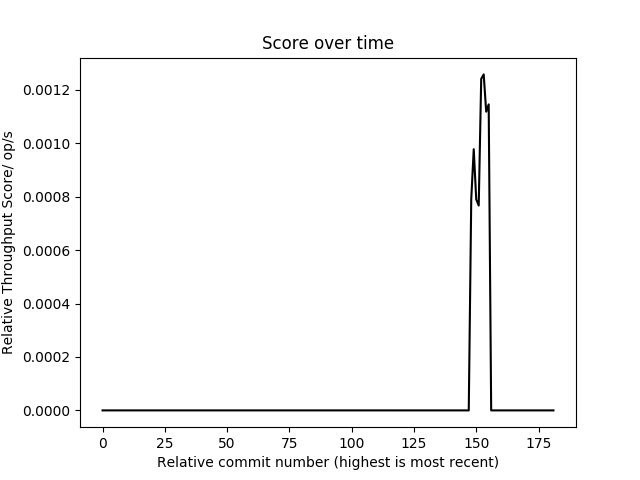 Score over time
Relative Throughput Score/ op/s
0.0012
0.0010
0.0008
0.0006
0.0004
0.0002
0.0000
0 25 50 75 100 125 150 175
Relative commit number (highest is most recent)